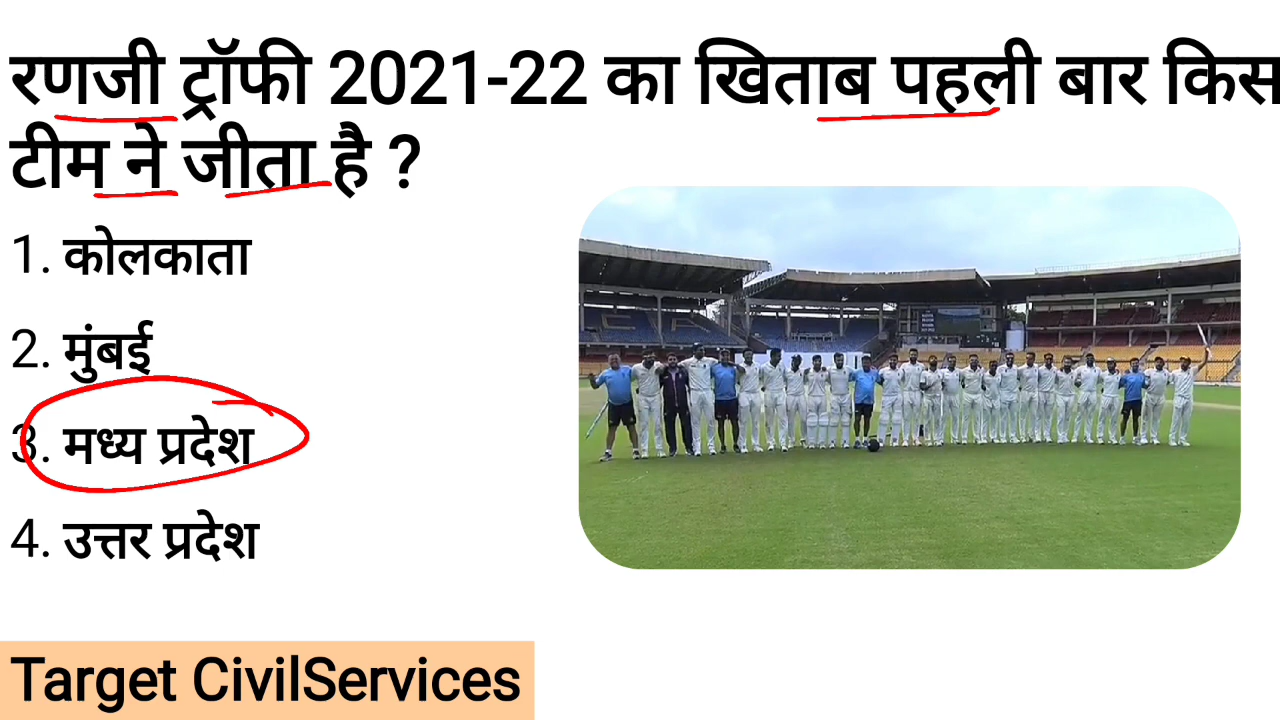 रणजी ट्रॉफी 2021-22 का खिताब पहली बार किस
टीम ने जीता है ?
1. कोलकाता
2. मुंबई
3. मध्य प्रदेश
4. उत्तर प्रदेश
Target CivilServices